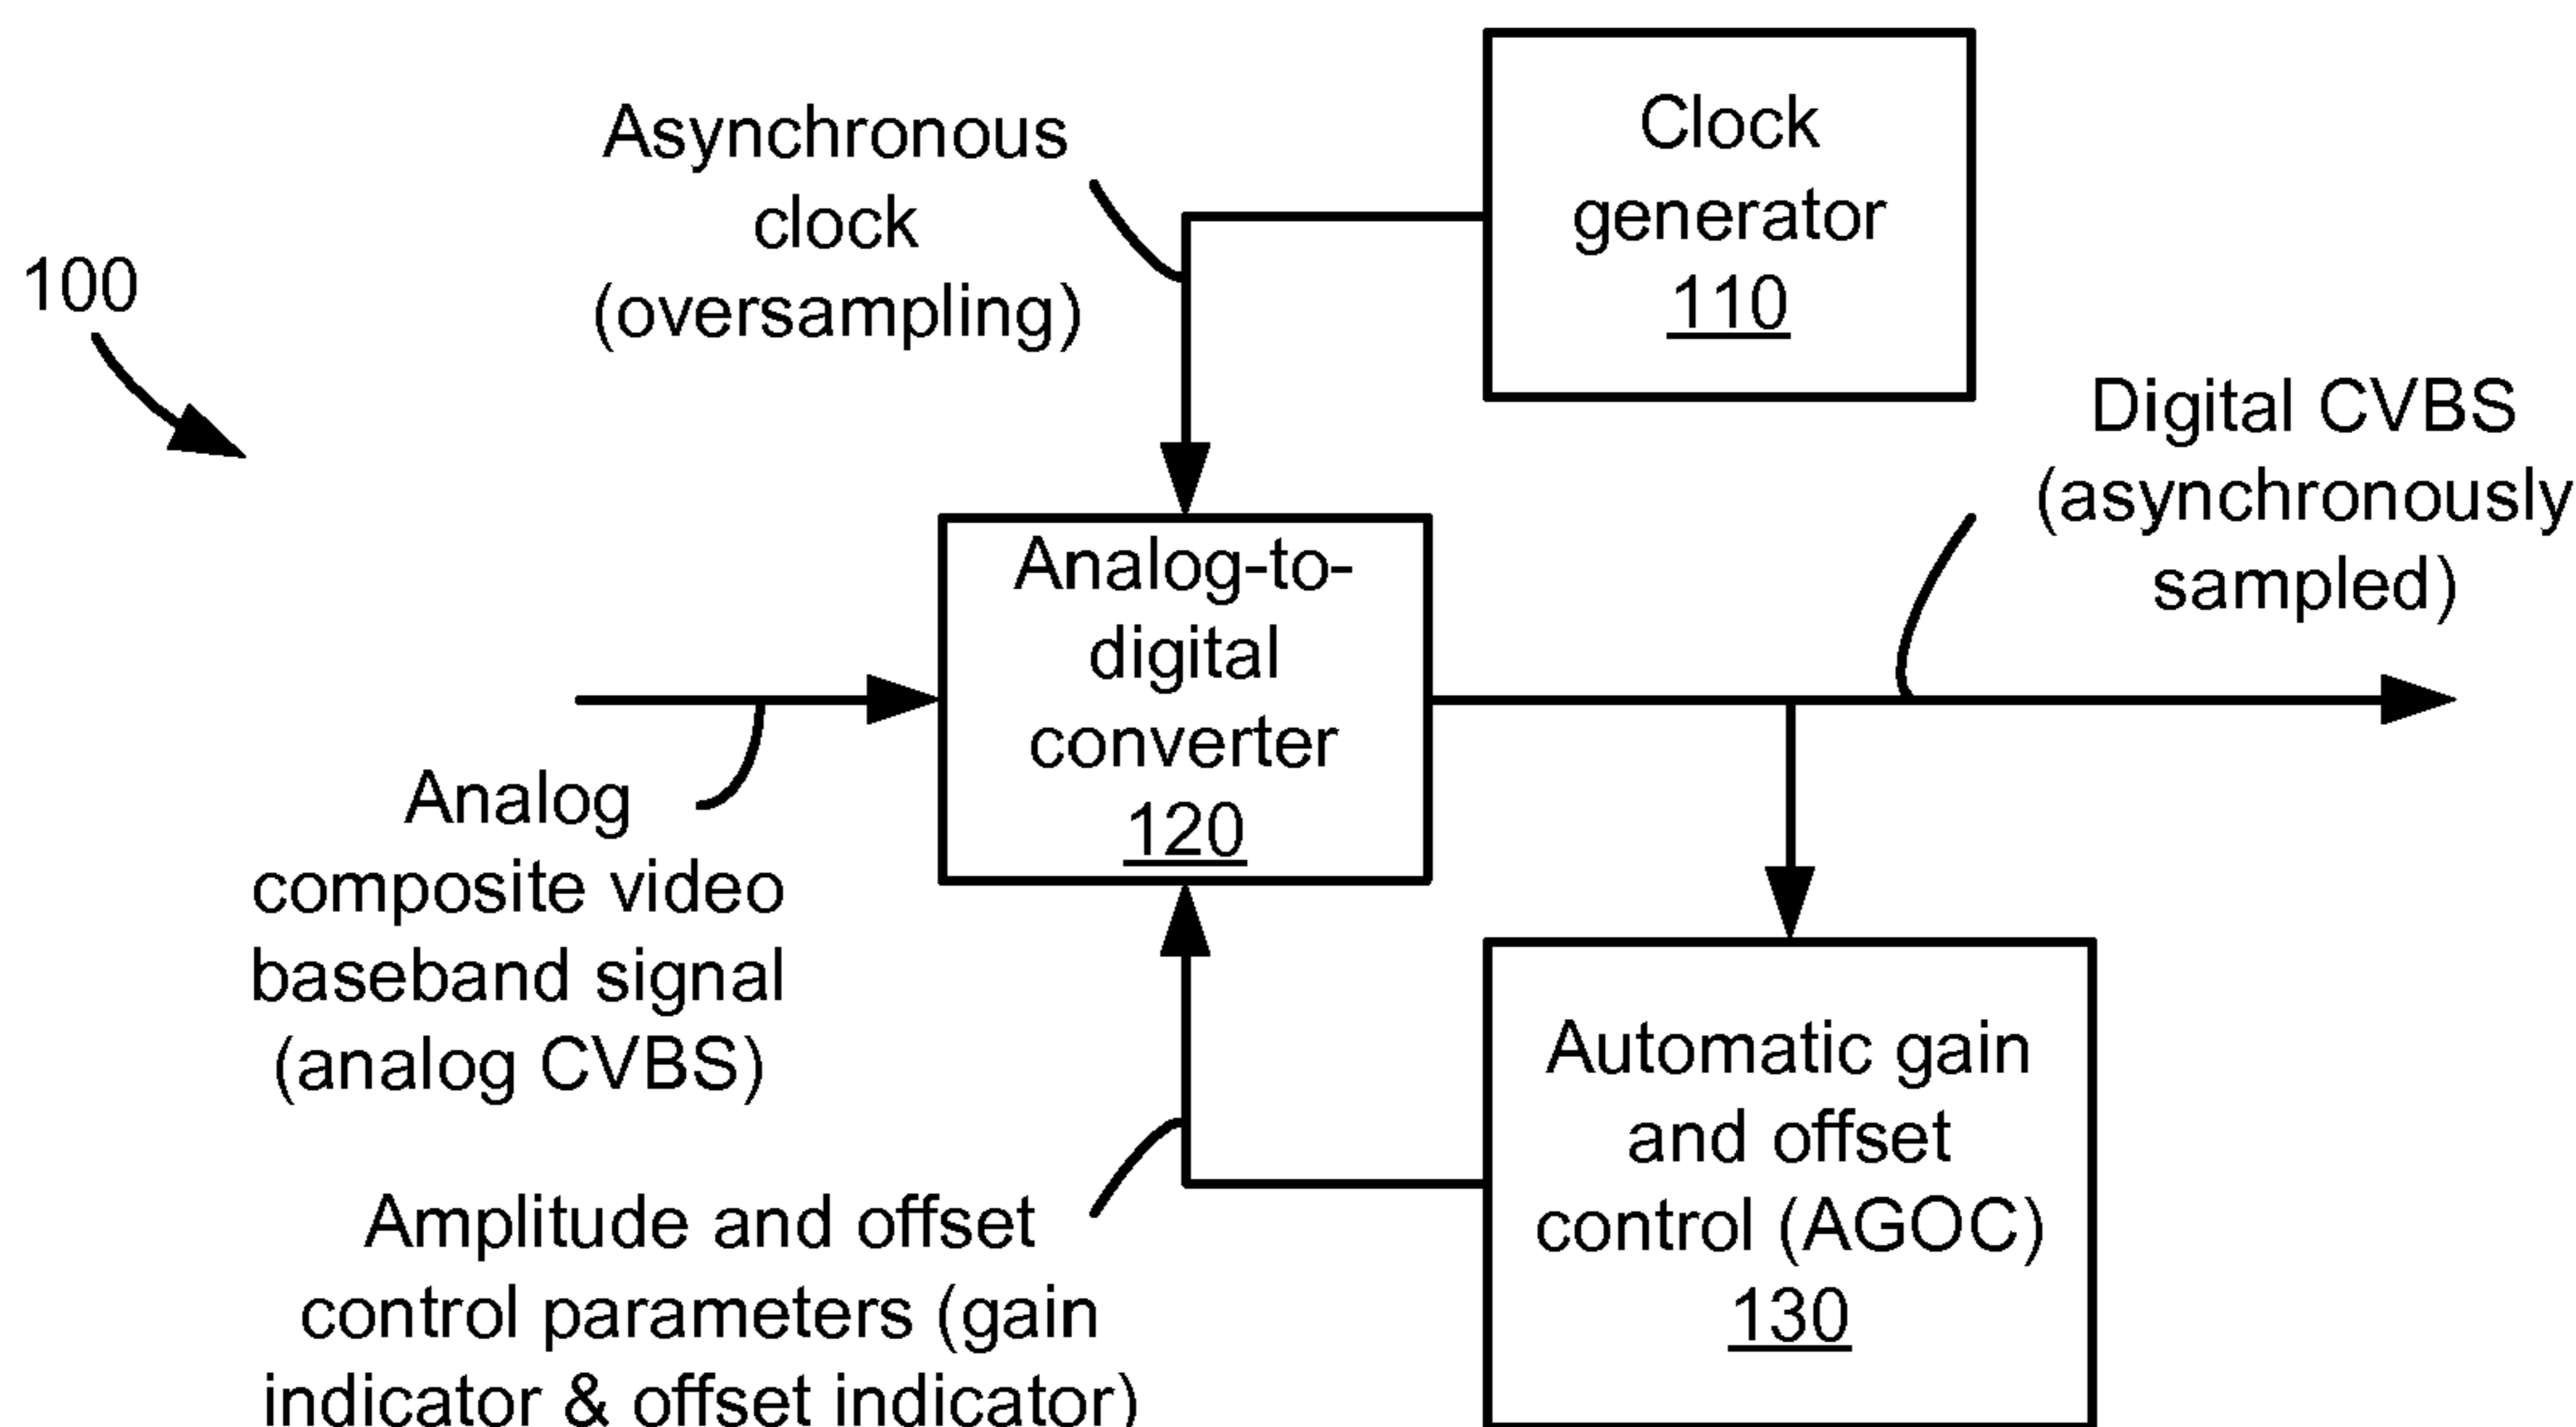 100
Asynchronous
clock
(oversampling)
Clock
generator
110
Digital CVBS
(asynchronously
sampled)
Analog-to-
digital
converter
120
Analog
composite video
baseband signal
(analog CVBS)
Amplitude and offset
control parameters (gain
indicator & offset indicator)
Automatic gain
and offset
control (AGOC)
130